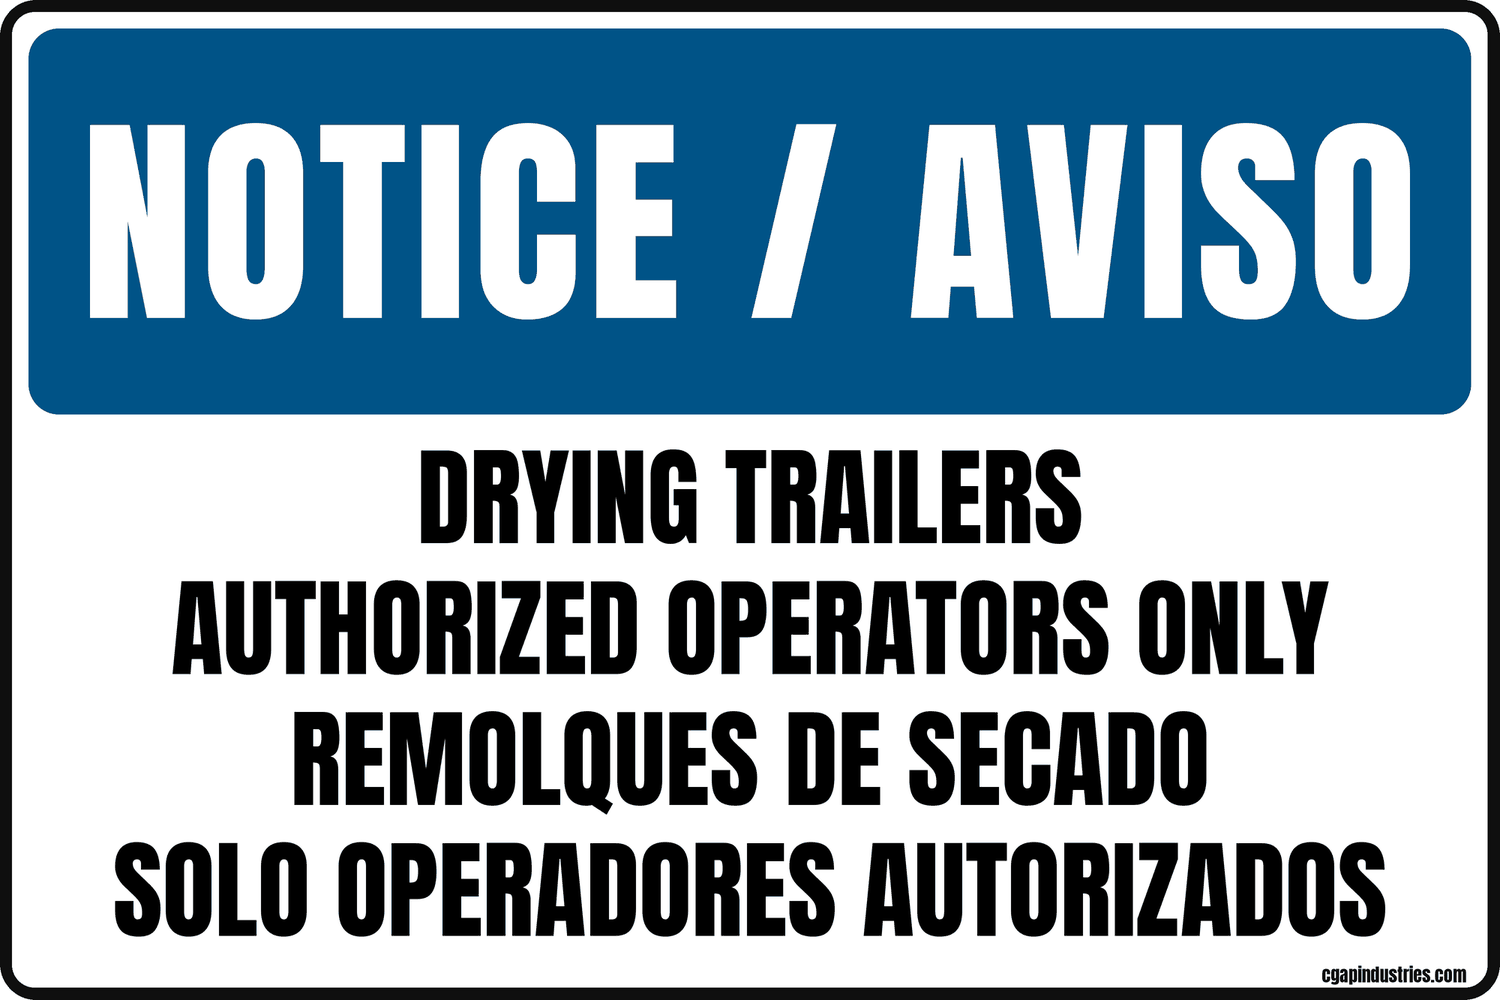 NOTICE / AVISO
DRYING TRAILERS
AUTHORIZED OPERATORS ONLY
REMOLQUES DE SECADO
SOLO OPERADORES AUTORIZADOS
cgapindustries.com